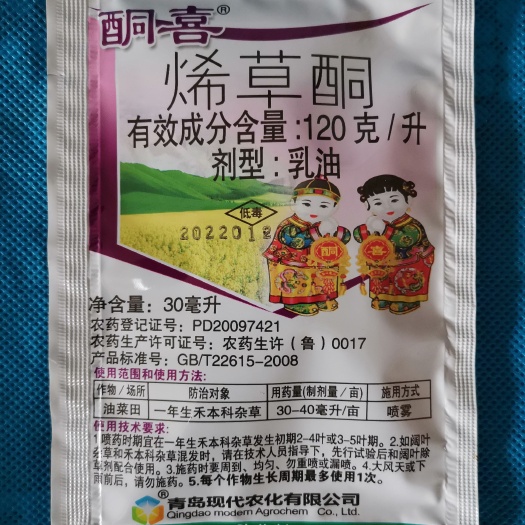 酮喜®
烯草酮
有效成分含量:120克/升
剂型:乳油
低毒
2022012
酮 喜
净含量:30毫升
农药登记证号:PD20097421
农药生产许可证号:农药生许(鲁)0017
产品标准号:GB/T22615-2008
使用范围和使用方法:
作物/场所 防治对象 用药量(制剂量/亩) 施用方式
油菜田 一年生禾本科杂草 30-40毫升/亩 喷雾
使用技术要求:
1.喷药时期宜在一年生禾本科杂草发生初期2-4叶或3-5叶期。2.如阔叶
杂草和禾本科杂草混发时,请在技术人员指导下,先行试验后和阔叶除
草剂配合使用。3.施药时要周到、均匀、勿重喷或漏喷。4.大风天或下
雨前后,请勿施药。5.每个作物生长周期最多使用1次。
®青岛现代农化有限公司
Qingdao modern Agrochem Co., Ltd.